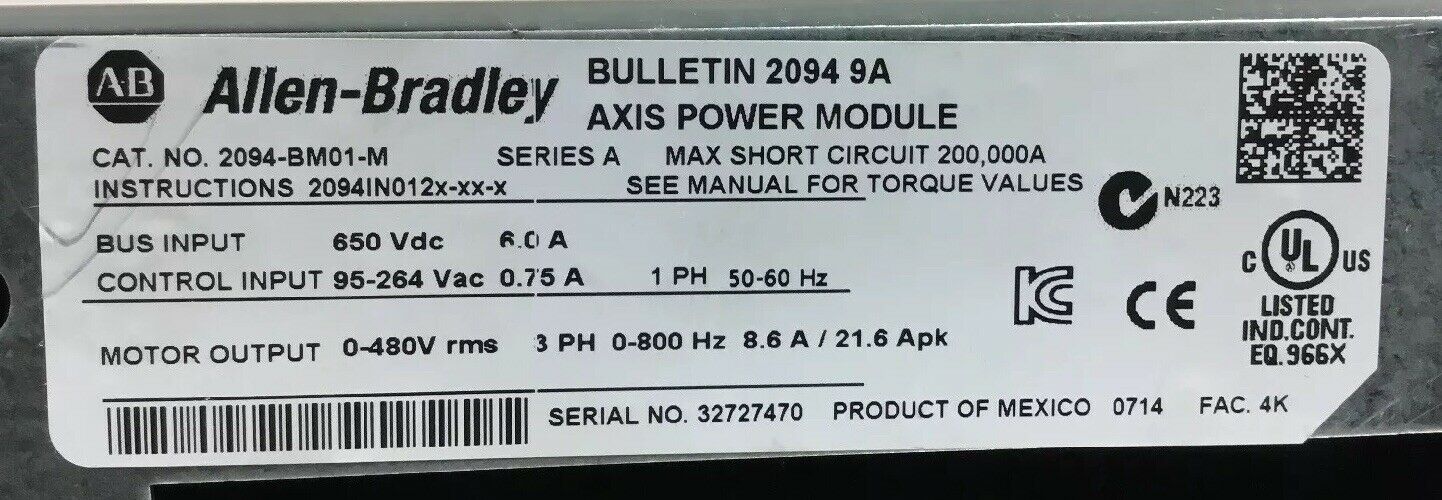 A-B Allen-Bradley
BULLETIN 2094 9A
AXIS POWER MODULE
CAT. NO. 2094-BM01-M SERIES A MAX SHORT CIRCUIT 200,000A
INSTRUCTIONS 2094IN012x-xx-x SEE MANUAL FOR TORQUE VALUES
N223
BUS INPUT 650 Vdc 6.0 A
CONTROL INPUT 95-264 Vac 0.75 A 1 PH 50-60 Hz
MOTOR OUTPUT 0-480V rms 3 PH 0-800 Hz 8.6 A / 21.6 Apk
KC CE
C UL US
LISTED
IND.CONT.
EQ.966X
SERIAL NO. 32727470 PRODUCT OF MEXICO 0714 FAC. 4K